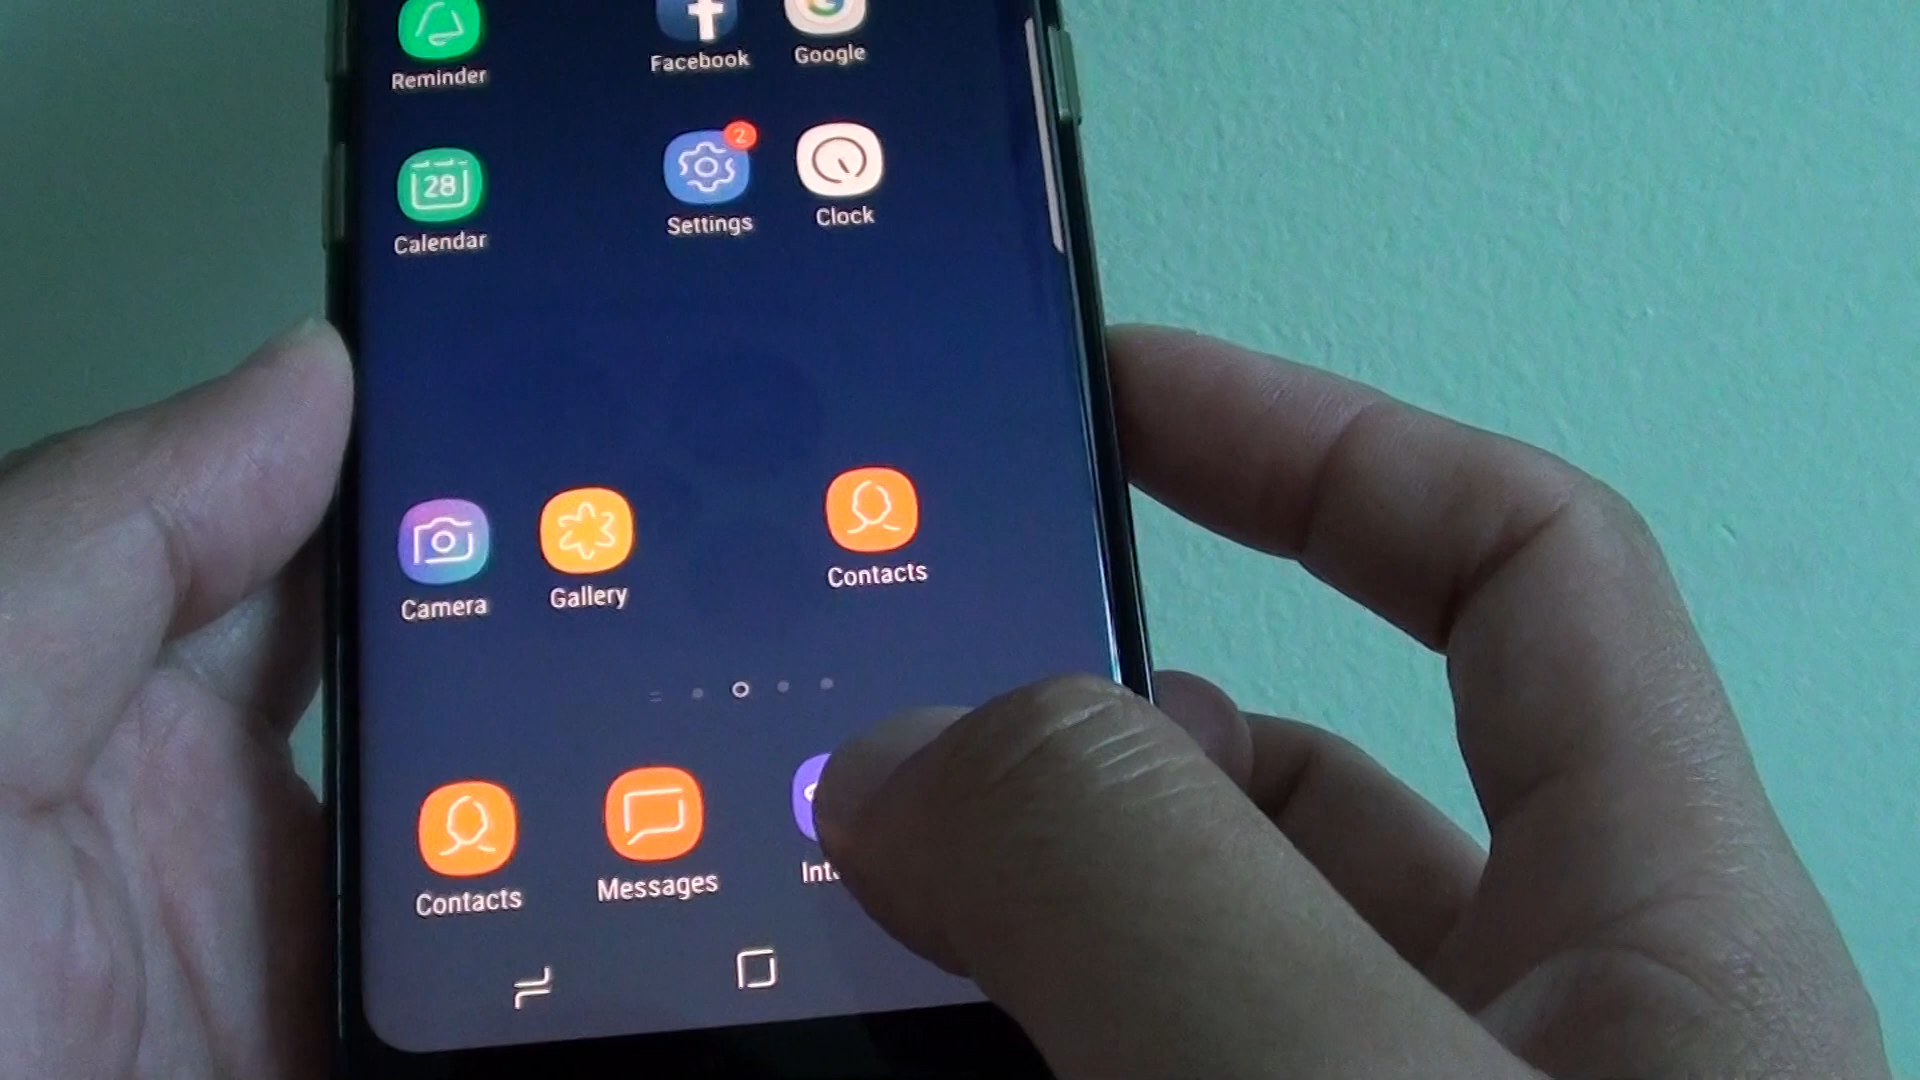 Reminder
Facebook
Google
2
28
Calendar
Settings
Clock
Camera
Gallery
Contacts
Contacts
Messages